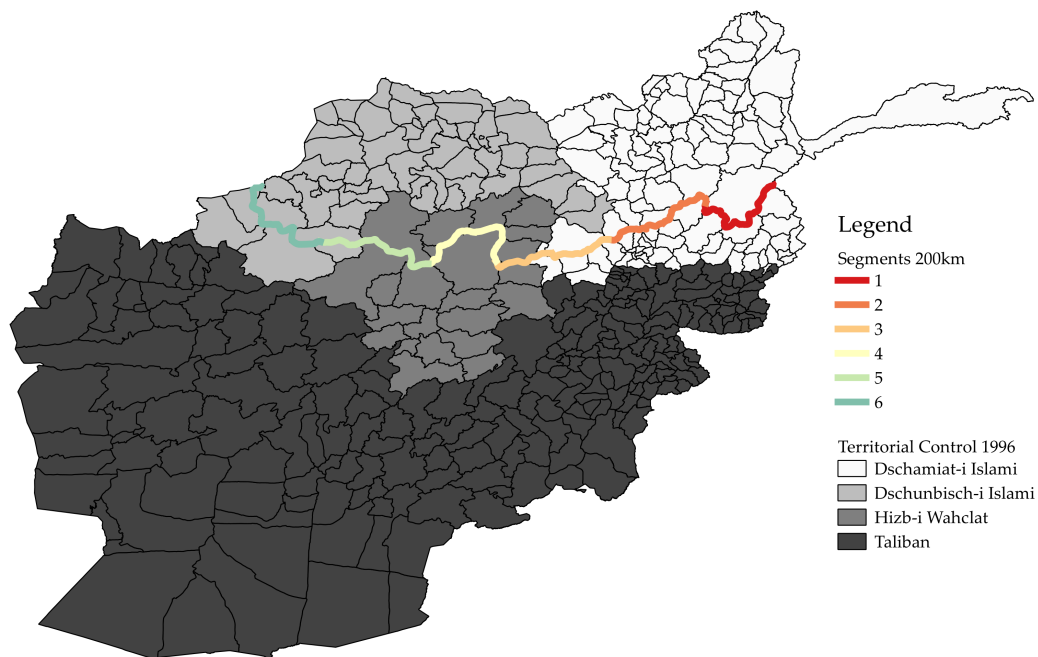 Legend
Segments 200km
1
2
3
4
5
6
Territorial Control 1996
Dschamiat-i Islami
Dschunbisch-i Islami
Hizb-i Wahclat
Taliban